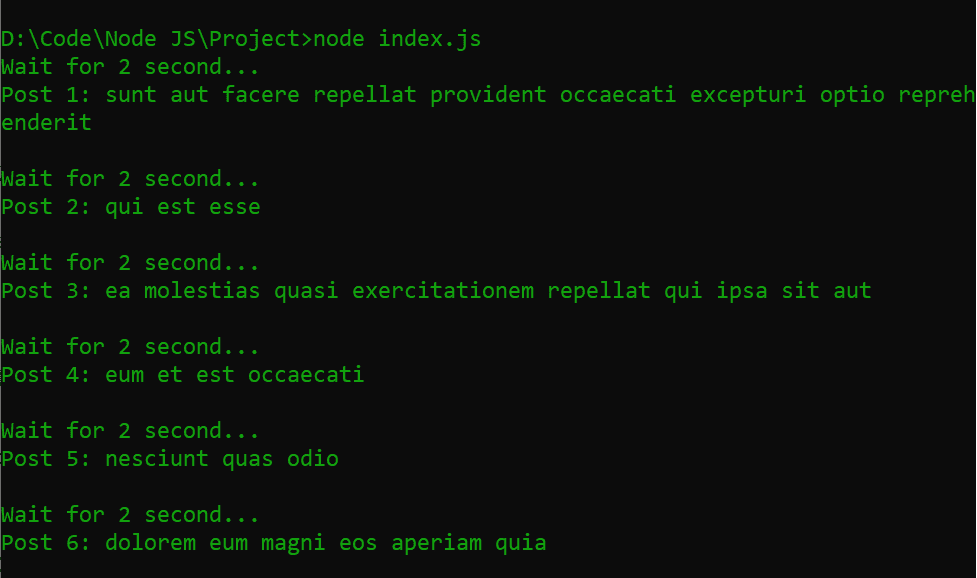 D:\Code\Node JS\Project>node index.js
Wait for 2 second...
Post 1: sunt aut facere repellat provident occaecati excepturi optio repreh
enderit
Wait for 2 second...
Post 2: qui est esse
Wait for 2 second...
Post 3: ea molestias quasi exercitationem repellat qui ipsa sit aut
Wait for 2 second...
Post 4: eum et est occaecati
Wait for 2 second...
Post 5: nesciunt quas odio
Wait for 2 second...
Post 6: dolorem eum magni eos aperiam quia